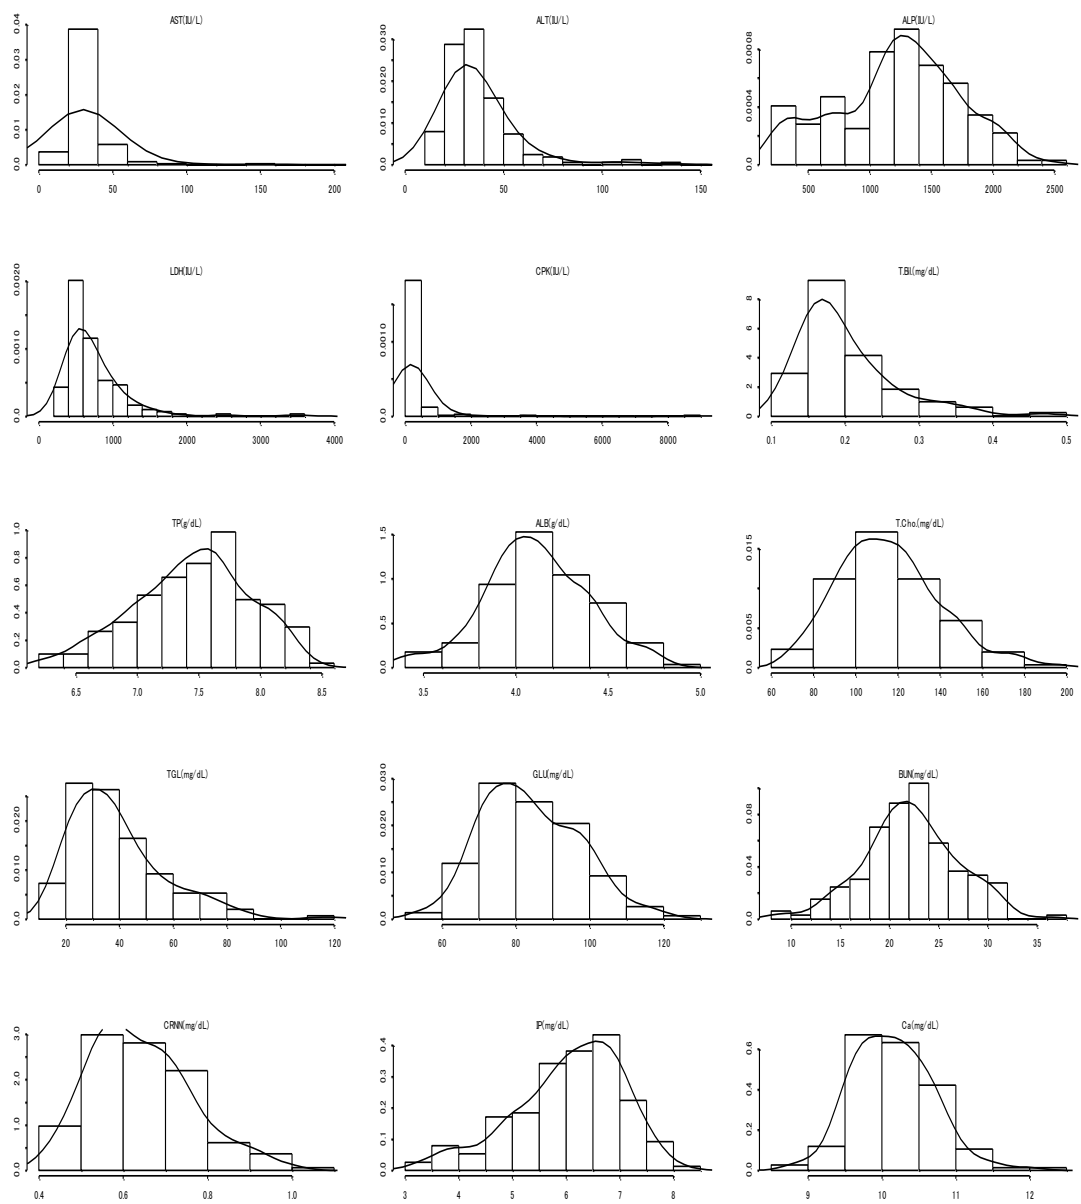 AST(IU/L)
0.0 0.01 0.02 0.03 0.04
0 50 100 150 200
ALT(IU/L)
0.0 0.010 0.020 0.030
0 50 100 150
ALP(IU/L)
0.0 0.0004 0.0008
500 1000 1500 2000 2500
LDH(IU/L)
0.0 0.0010 0.0020
0 1000 2000 3000 4000
CPK(IU/L)
0.0 0.0010
0 2000 4000 6000 8000
T.Bil.(mg/dL)
0 2 4 6 8
0.1 0.2 0.3 0.4 0.5
TP(g/dL)
0.0 0.2 0.4 0.6 0.8 1.0
6.5 7.0 7.5 8.0 8.5
ALB(g/dL)
0.0 0.5 1.0 1.5
3.5 4.0 4.5 5.0
T.Cho.(mg/dL)
0.0 0.005 0.015
60 80 100 120 140 160 180 200
TGL(mg/dL)
0.0 0.010 0.020
20 40 60 80 100 120
GLU(mg/dL)
0.0 0.010 0.020 0.030
60 80 100 120
BUN(mg/dL)
0.0 0.04 0.08
10 15 20 25 30 35
CRNN(mg/dL)
0.0 1.0 2.0 3.0
0.4 0.6 0.8 1.0
IP(mg/dL)
0.0 0.1 0.2 0.3 0.4
3 4 5 6 7 8
Ca(mg/dL)
0.0 0.2 0.4 0.6
9 10 11 12